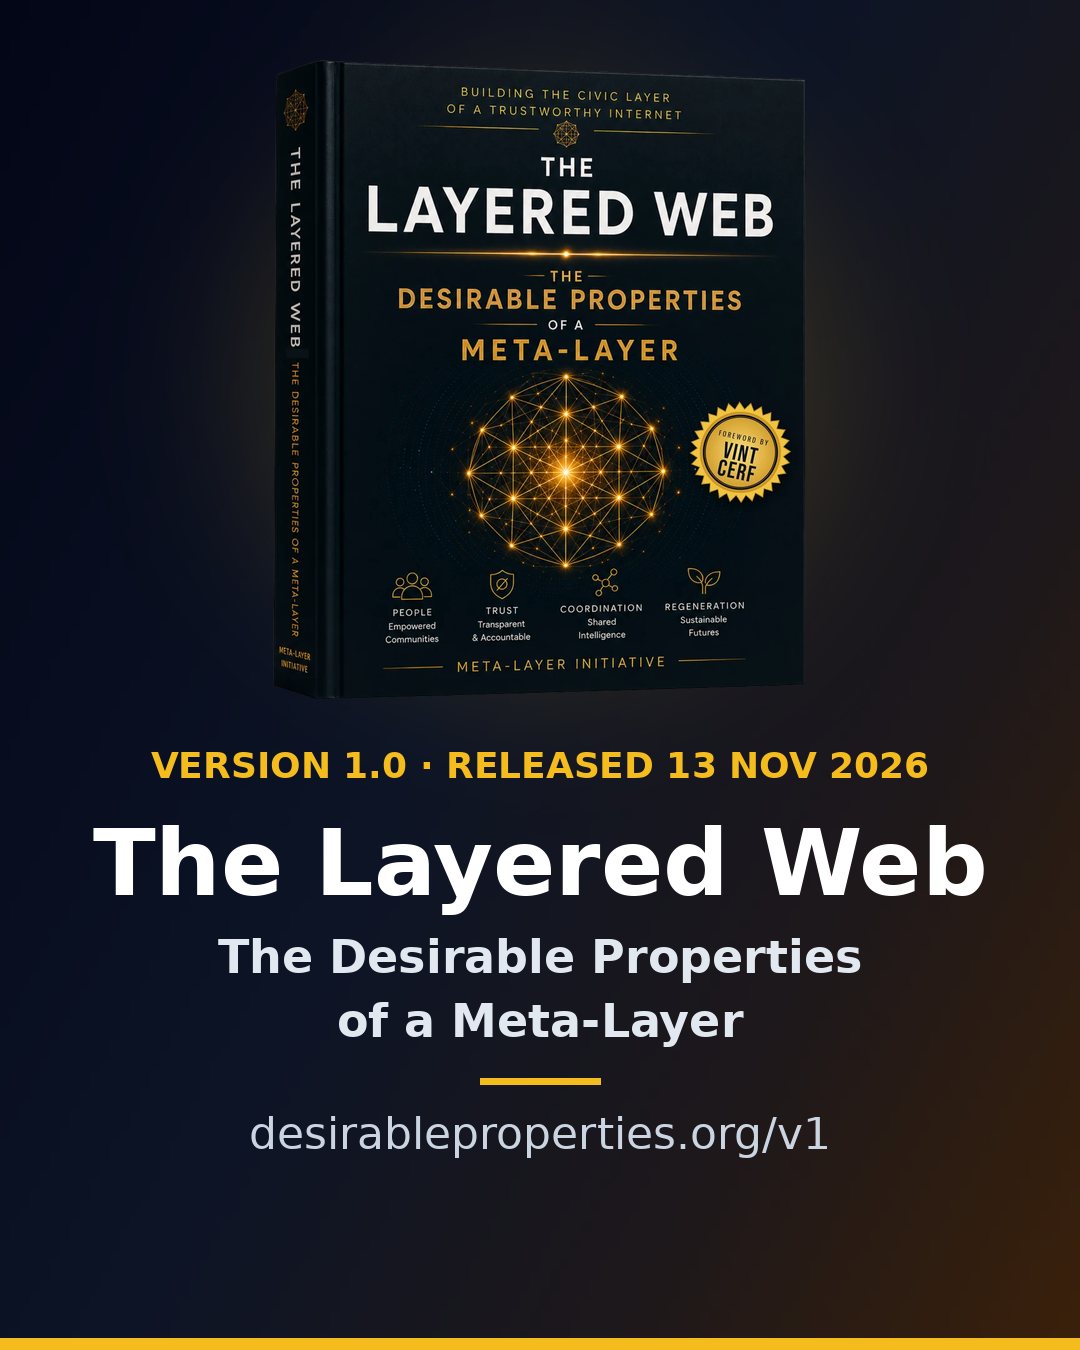 BUILDING THE CIVIC LAYER
OF A TRUSTWORTHY INTERNET
THE
LAYERED WEB
THE
DESIRABLE PROPERTIES
OF A
META-LAYER
FOREWORD BY
VINT
CERF
PEOPLE
Empowered
Communities
TRUST
Transparent
& Accountable
COORDINATION
Shared
Intelligence
REGENERATION
Sustainable
Futures
META-LAYER INITIATIVE
THE LAYERED WEB
THE DESIRABLE PROPERTIES OF A META-LAYER
META-LAYER
INITIATIVE
VERSION 1.0 · RELEASED 13 NOV 2026
The Layered Web
The Desirable Properties
of a Meta-Layer
desirableproperties.org/v1